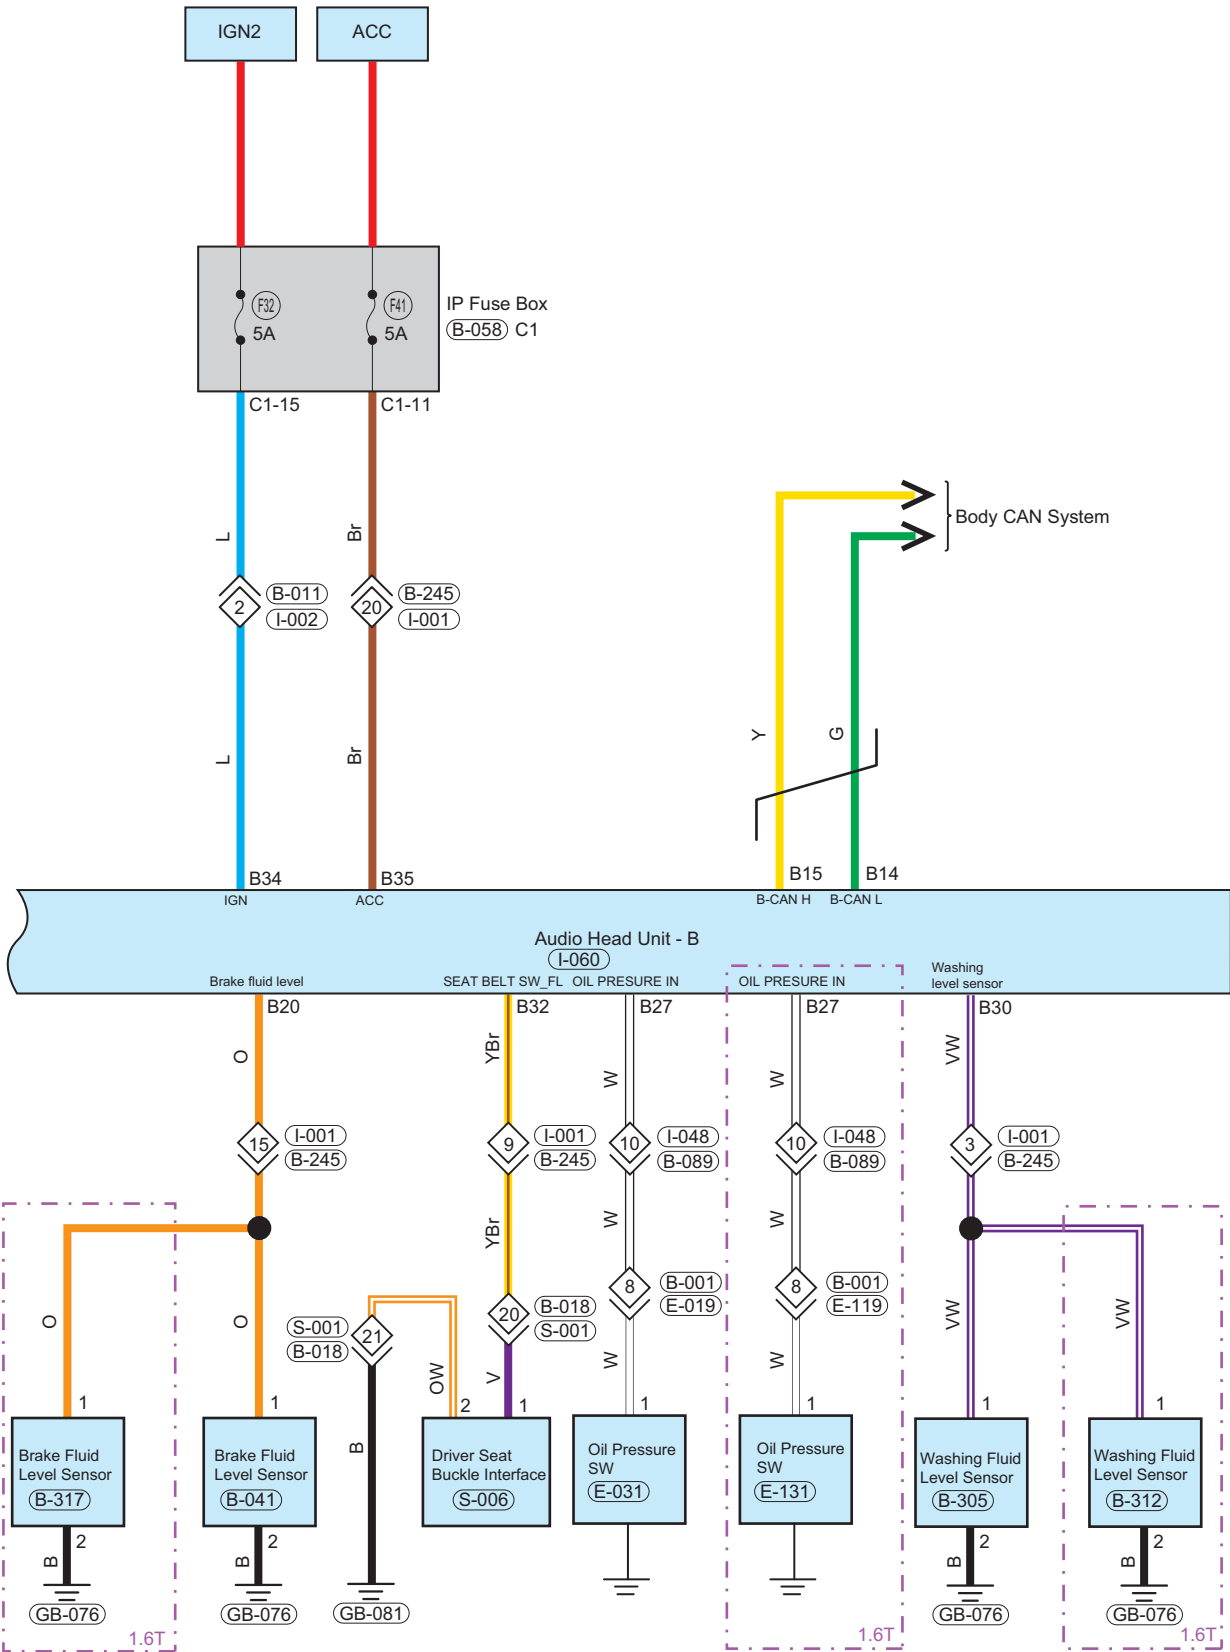 IGN2
ACC
F32
5A
F41
5A
IP Fuse Box
B-058 C1
C1-15
C1-11
Body CAN System
L
Br
2
B-011
I-002
20
B-245
I-001
L
Br
Y
G
B34
B35
B15
B14
IGN
ACC
B-CAN H
B-CAN L
Audio Head Unit - B
I-060
Brake fluid level
SEAT BELT SW_FL
OIL PRESURE IN
OIL PRESURE IN
Washing
level sensor
B20
B32
B27
B27
B30
O
YBr
W
W
VW
15
I-001
B-245
9
I-001
B-245
10
I-048
B-089
10
I-048
B-089
3
I-001
B-245
YBr
W
W
O
O
S-001
B-018
21
20
B-018
S-001
8
B-001
E-019
8
B-001
E-119
VW
VW
OW
V
W
W
B
1
1
2
1
1
1
1
1
Brake Fluid
Level Sensor
B-317
Brake Fluid
Level Sensor
B-041
Driver Seat
Buckle Interface
S-006
Oil Pressure
SW
E-031
Oil Pressure
SW
E-131
Washing Fluid
Level Sensor
B-305
Washing Fluid
Level Sensor
B-312
2
2
2
2
B
B
B
B
GB-076
GB-076
GB-081
GB-076
GB-076
1.6T
1.6T
1.6T